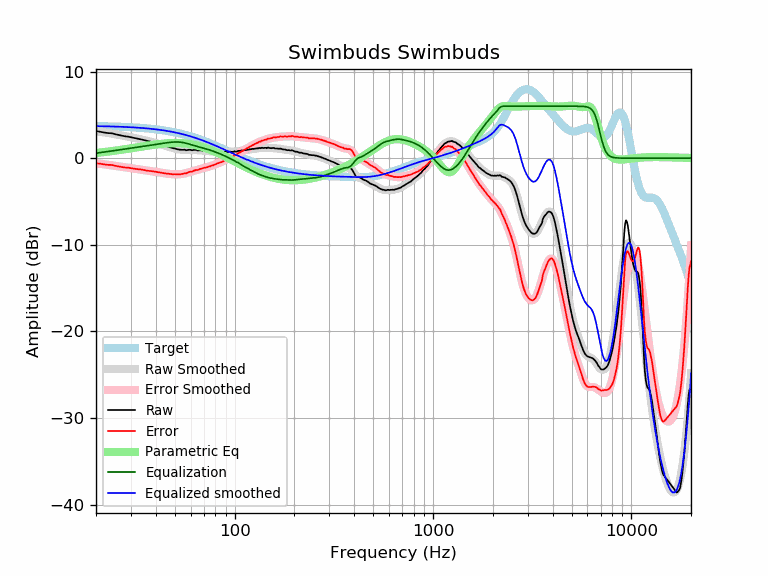 Swimbuds Swimbuds
10
0
−10
−20
−30
−40
Amplitude (dBr)
Target
Raw Smoothed
Error Smoothed
Raw
Error
Parametric Eq
Equalization
Equalized smoothed
100
1000
10000
Frequency (Hz)